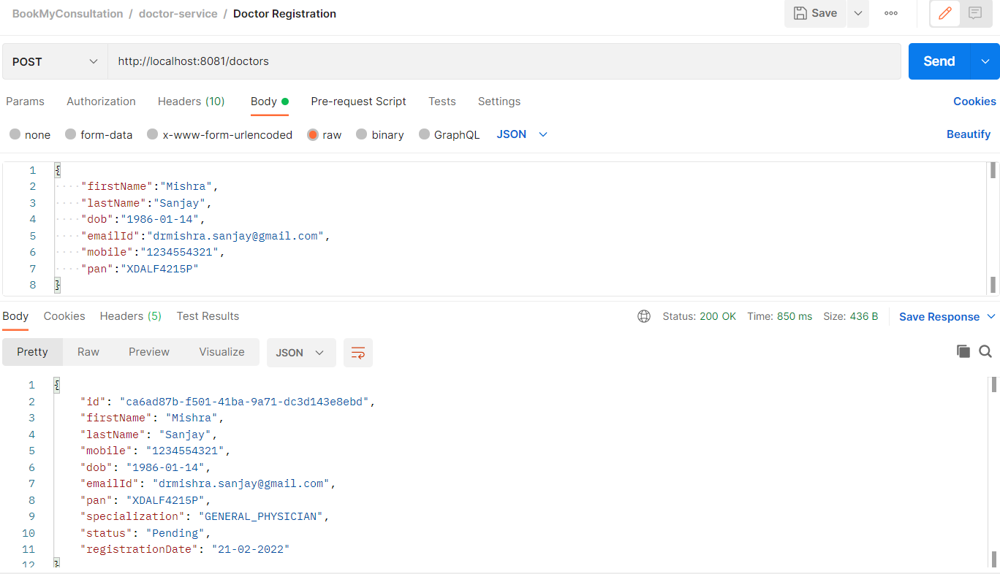 BookMyConsultation / doctor-service / Doctor Registration
Save
POST http://localhost:8081/doctors Send
Params Authorization Headers (10) Body Pre-request Script Tests Settings Cookies
none form-data x-www-form-urlencoded raw binary GraphQL JSON Beautify
1 {
2 ····"firstName":"Mishra",
3 ····"lastName":"Sanjay",
4 ····"dob":"1986-01-14",
5 ····"emailId":"drmishra.sanjay@gmail.com",
6 ····"mobile":"1234554321",
7 ····"pan":"XDALF4215P"
8 }
Body Cookies Headers (5) Test Results Status: 200 OK Time: 850 ms Size: 436 B Save Response
Pretty Raw Preview Visualize JSON
1 {
2 "id": "ca6ad87b-f501-41ba-9a71-dc3d143e8ebd",
3 "firstName": "Mishra",
4 "lastName": "Sanjay",
5 "mobile": "1234554321",
6 "dob": "1986-01-14",
7 "emailId": "drmishra.sanjay@gmail.com",
8 "pan": "XDALF4215P",
9 "specialization": "GENERAL_PHYSICIAN",
10 "status": "Pending",
11 "registrationDate": "21-02-2022"
12 }